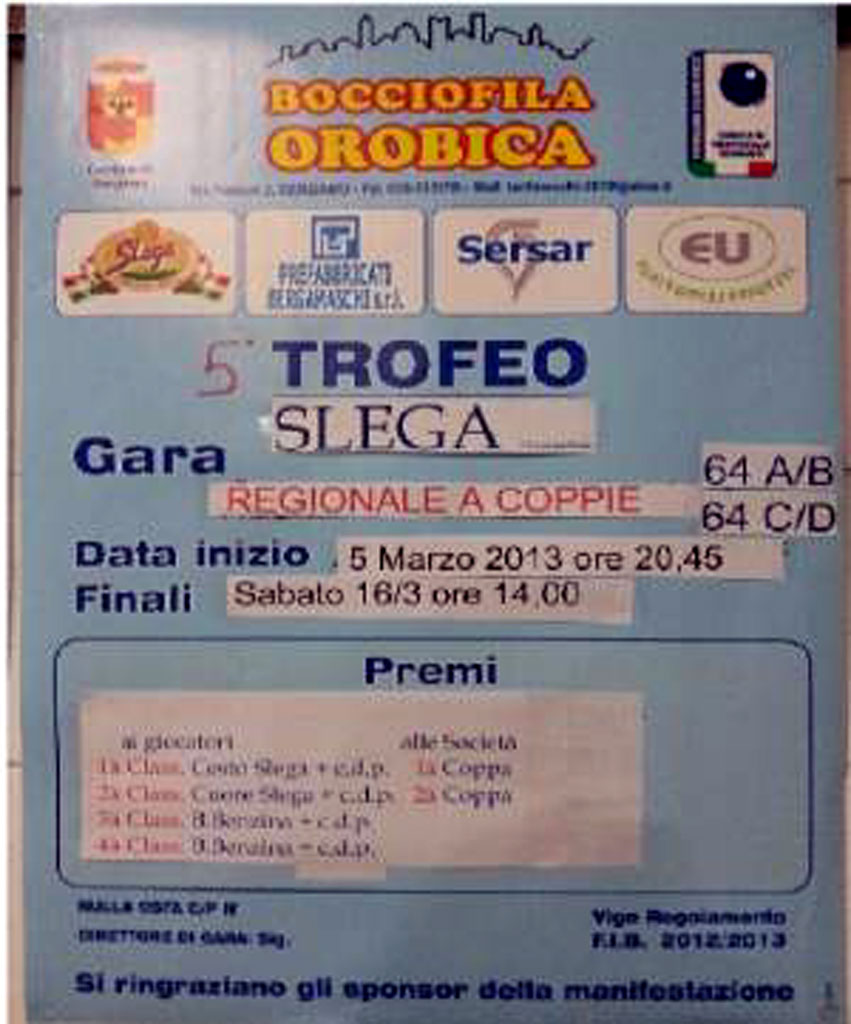 BOCCIOFILA
OROBICA
Slega
PREFABBRICATI
BERGAMASCHI s.r.l.
Sersar
EU
5° TROFEO
SLEGA
Gara
64 A/B
REGIONALE A COPPIE
64 C/D
Data inizio 5 Marzo 2013 ore 20,45
Finali Sabato 16/3 ore 14,00
Premi
ai giocatori alle Società
1a Class. Cesto Slega + c.d.p. 1a Coppa
2a Class. Cuore Slega + c.d.p. 2a Coppa
3a Class. B.Benzina + c.d.p.
4a Class. B.Benzina + c.d.p.
NULLA OSTA C/P N°
DIRETTORE DI GARA: Sig.
Vige Regolamento
F.I.B. 2012/2013
Si ringraziano gli sponsor della manifestazione